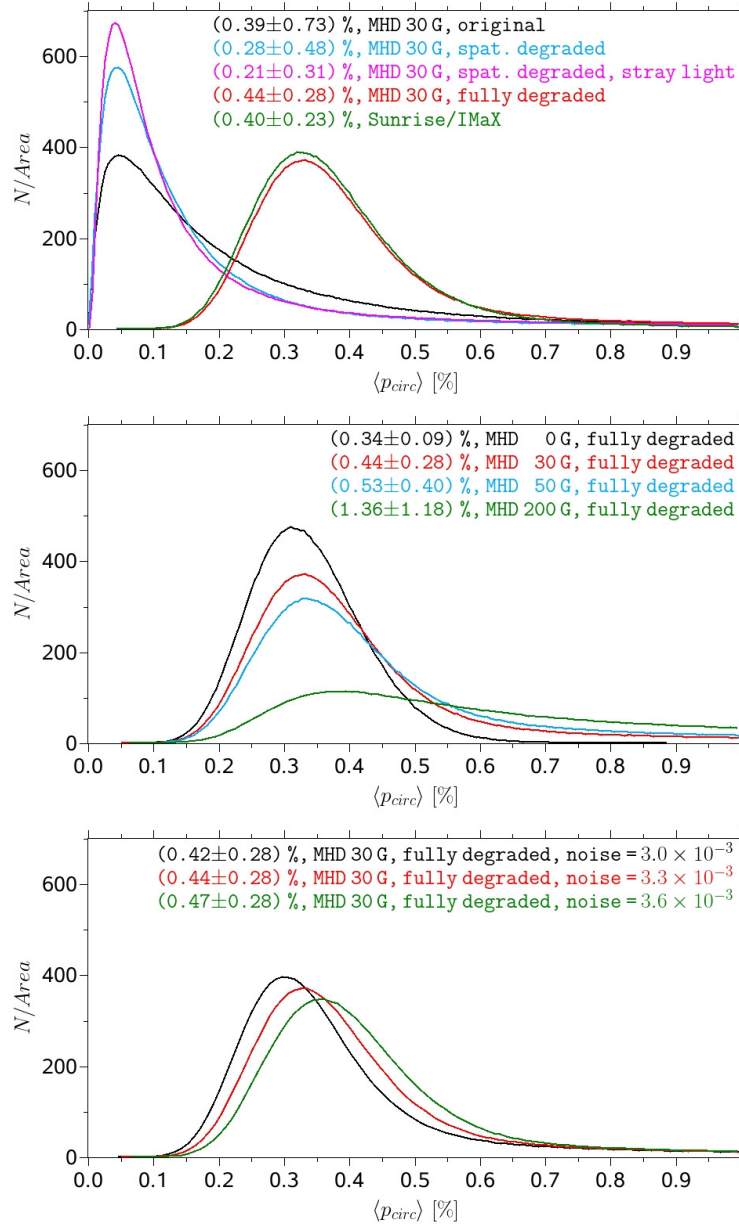 (0.39±0.73) %, MHD 30 G, original
(0.28±0.48) %, MHD 30 G, spat. degraded
(0.21±0.31) %, MHD 30 G, spat. degraded, stray light
(0.44±0.28) %, MHD 30 G, fully degraded
(0.40±0.23) %, Sunrise/IMaX
600
400
200
0
N/Area
0.0 0.1 0.2 0.3 0.4 0.5 0.6 0.7 0.8 0.9
⟨p_circ⟩ [%]
(0.34±0.09) %, MHD 0 G, fully degraded
(0.44±0.28) %, MHD 30 G, fully degraded
(0.53±0.40) %, MHD 50 G, fully degraded
(1.36±1.18) %, MHD 200 G, fully degraded
600
400
200
0
N/Area
0.0 0.1 0.2 0.3 0.4 0.5 0.6 0.7 0.8 0.9
⟨p_circ⟩ [%]
(0.42±0.28) %, MHD 30 G, fully degraded, noise = 3.0 × 10⁻³
(0.44±0.28) %, MHD 30 G, fully degraded, noise = 3.3 × 10⁻³
(0.47±0.28) %, MHD 30 G, fully degraded, noise = 3.6 × 10⁻³
600
400
200
0
N/Area
0.0 0.1 0.2 0.3 0.4 0.5 0.6 0.7 0.8 0.9
⟨p_circ⟩ [%]